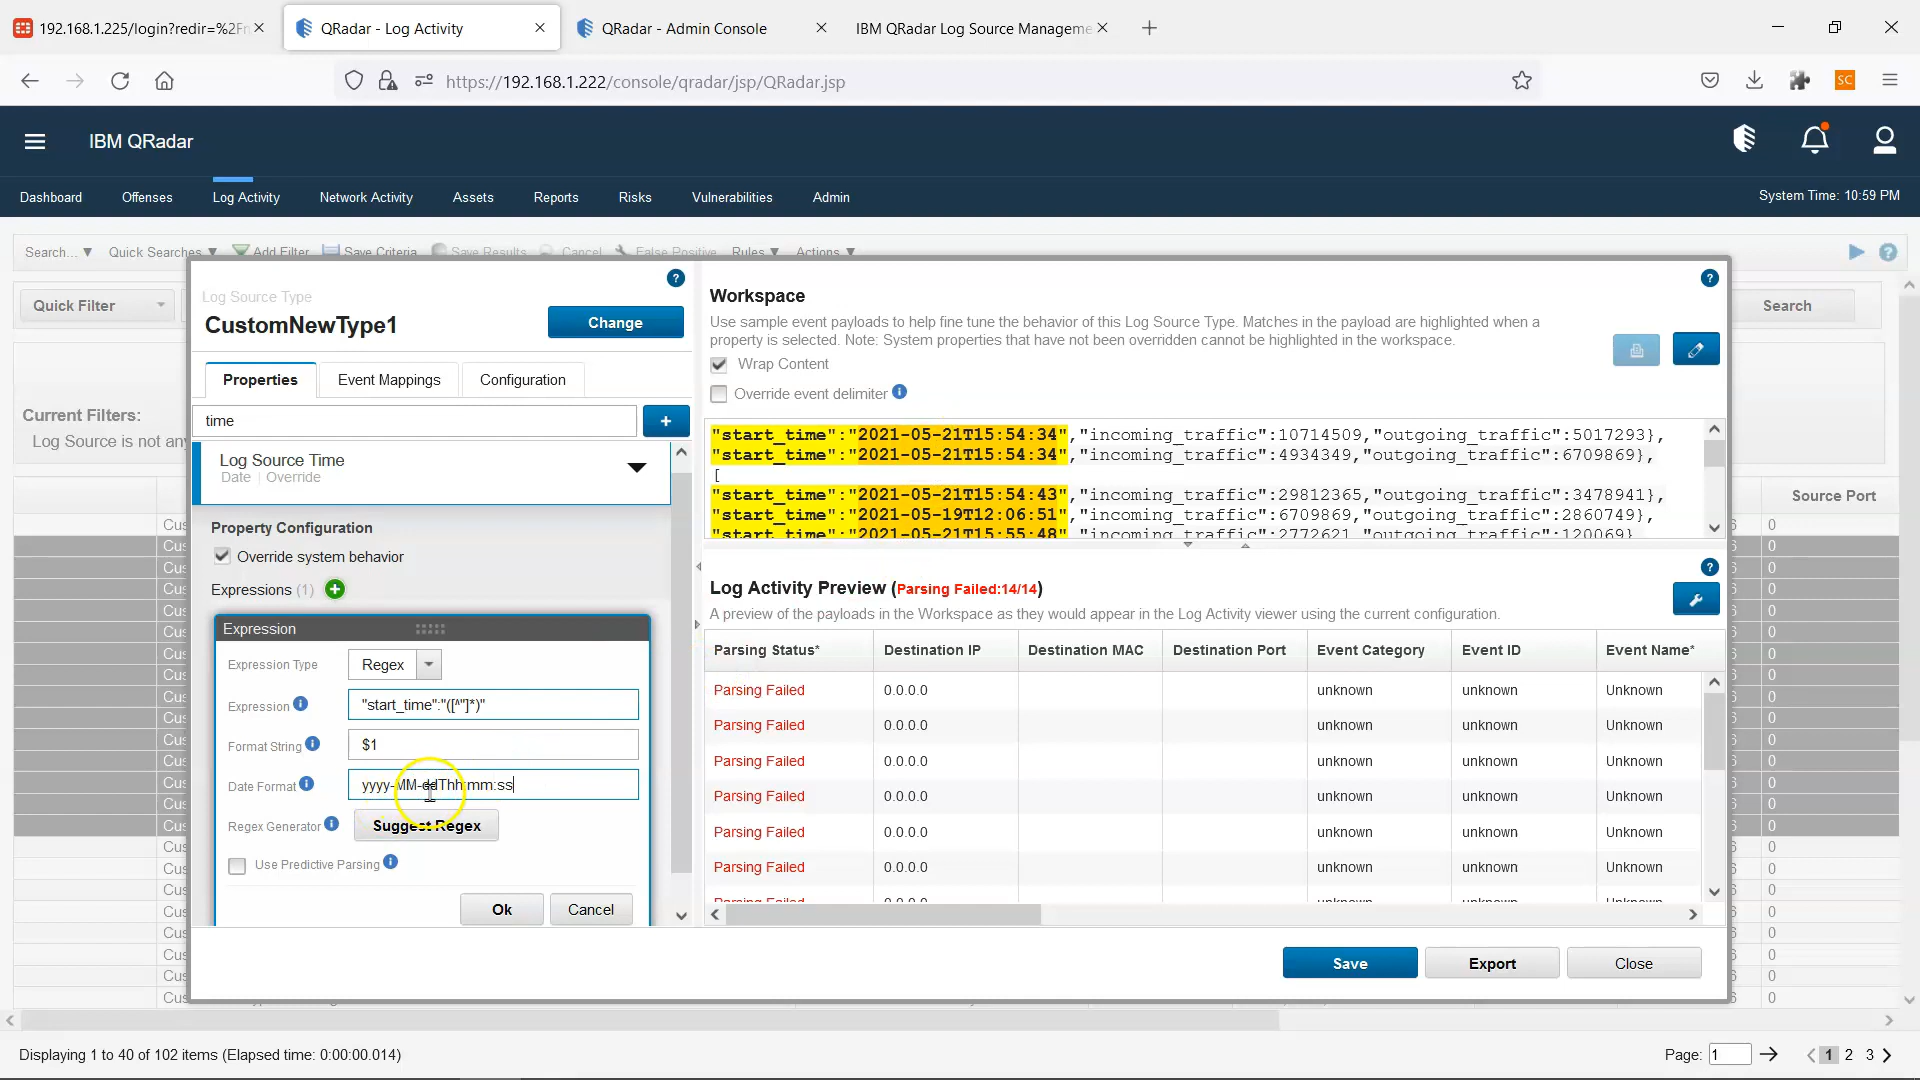 192.168.1.225/login?redir=%2Fn
QRadar - Log Activity
QRadar - Admin Console
IBM QRadar Log Source Manageme
SC
https://192.168.1.222/console/qradar/jsp/QRadar.jsp
IBM QRadar
Dashboard Offenses Log Activity Network Activity Assets Reports Risks Vulnerabilities Admin
System Time: 10:59 PM
Search... Quick Searches Add Filter Save Criteria Save Results Cancel False Positive Rules Actions
Quick Filter
Search
Current Filters:
Log Source is not any
Source Port
Log Source Type
CustomNewType1
Change
Properties Event Mappings Configuration
time
Log Source Time
Date | Override
Property Configuration
Override system behavior
Expressions (1)
Expression
Expression Type Regex
Expression "start_time":"([^"]*)"
Format String $1
Date Format yyyy-MM-ddThh:mm:ss
Regex Generator Suggest Regex
Use Predictive Parsing
Ok Cancel
Workspace
Use sample event payloads to help fine tune the behavior of this Log Source Type. Matches in the payload are highlighted when a
property is selected. Note: System properties that have not been overridden cannot be highlighted in the workspace.
Wrap Content
Override event delimiter
"start_time":"2021-05-21T15:54:34","incoming_traffic":10714509,"outgoing_traffic":5017293},
"start_time":"2021-05-21T15:54:34","incoming_traffic":4934349,"outgoing_traffic":6709869},
[
"start_time":"2021-05-21T15:54:43","incoming_traffic":29812365,"outgoing_traffic":3478941},
"start_time":"2021-05-19T12:06:51","incoming_traffic":6709869,"outgoing_traffic":2860749},
"start_time":"2021-05-21T15:55:48","incoming_traffic":2772621,"outgoing_traffic":120069},
Log Activity Preview (Parsing Failed:14/14)
A preview of the payloads in the Workspace as they would appear in the Log Activity viewer using the current configuration.
Parsing Status* Destination IP Destination MAC Destination Port Event Category Event ID Event Name*
Parsing Failed 0.0.0.0 unknown unknown Unknown
Parsing Failed 0.0.0.0 unknown unknown Unknown
Parsing Failed 0.0.0.0 unknown unknown Unknown
Parsing Failed 0.0.0.0 unknown unknown Unknown
Parsing Failed 0.0.0.0 unknown unknown Unknown
Parsing Failed 0.0.0.0 unknown unknown Unknown
Save Export Close
Displaying 1 to 40 of 102 items (Elapsed time: 0:00:00.014)
Page: 1
1 2 3